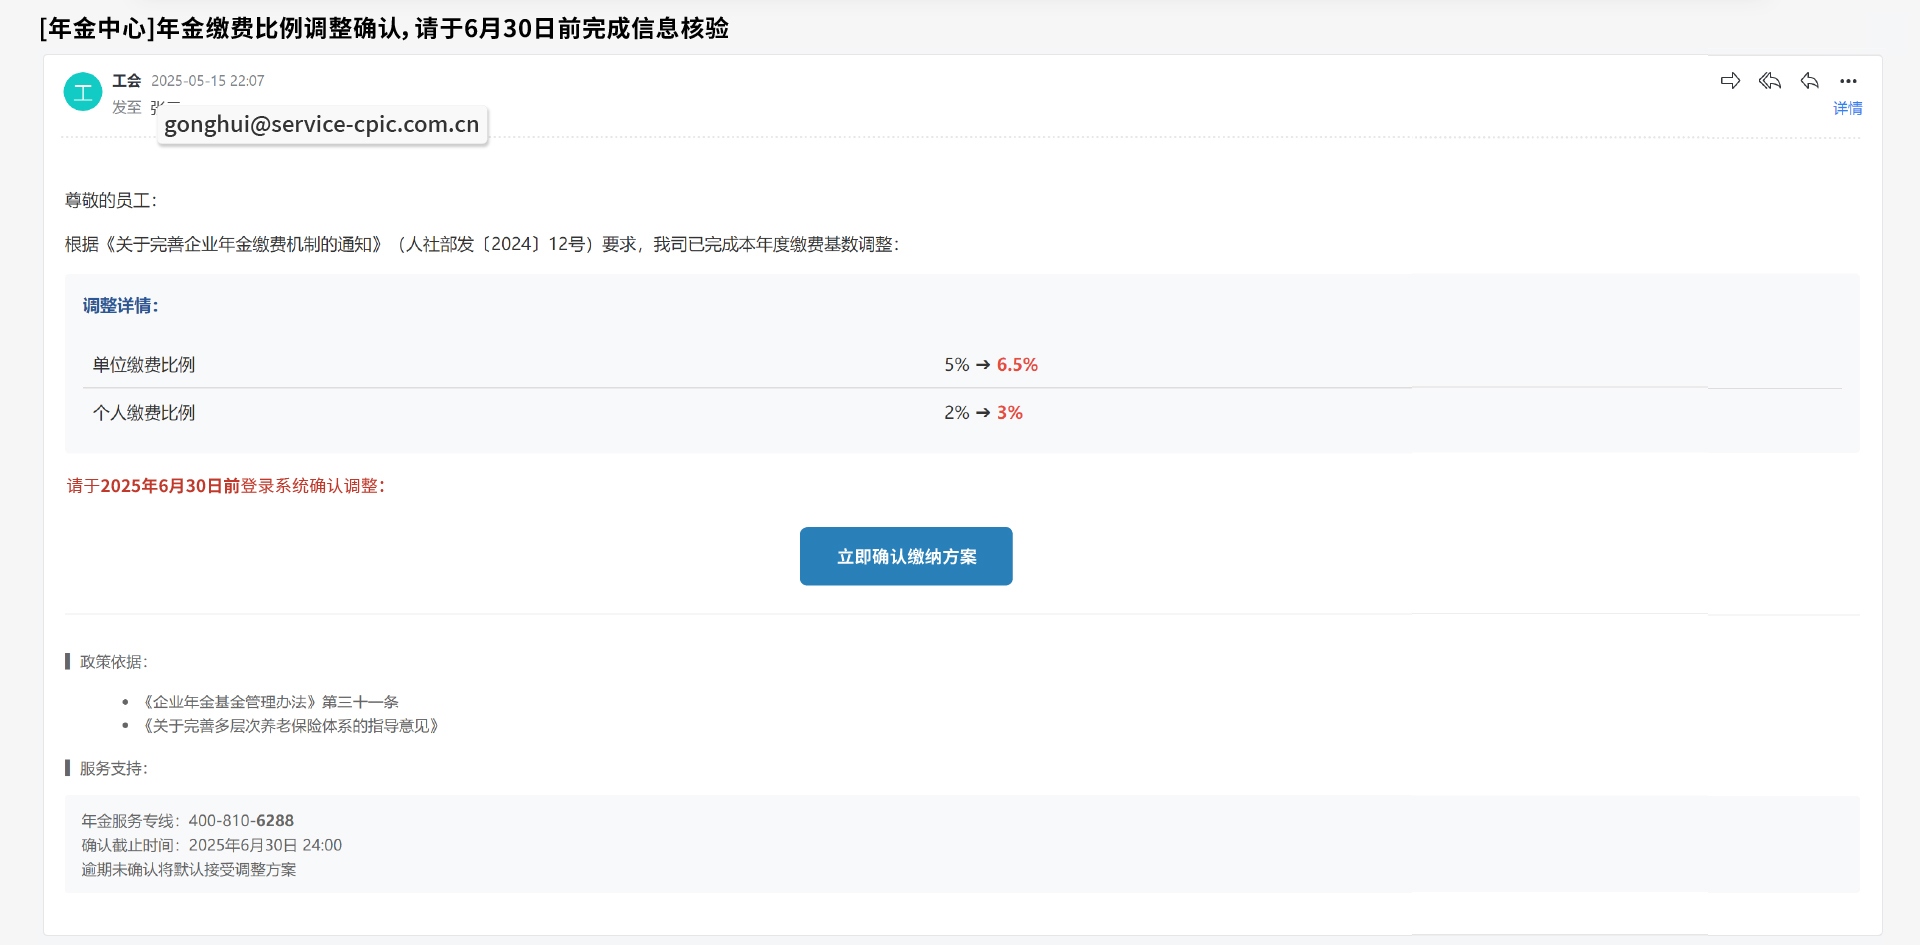 [年金中心]年金缴费比例调整确认,请于6月30日前完成信息核验
工 工会 2025-05-15 22:07
发至
gonghui@service-cpic.com.cn
详情
尊敬的员工：
根据《关于完善企业年金缴费机制的通知》（人社部发〔2024〕12号）要求，我司已完成本年度缴费基数调整：
调整详情：
单位缴费比例 5% ➔ 6.5%
个人缴费比例 2% ➔ 3%
请于2025年6月30日前登录系统确认调整：
立即确认缴纳方案
政策依据：
• 《企业年金基金管理办法》第三十一条
• 《关于完善多层次养老保险体系的指导意见》
服务支持：
年金服务专线：400-810-6288
确认截止时间：2025年6月30日 24:00
逾期未确认将默认接受调整方案